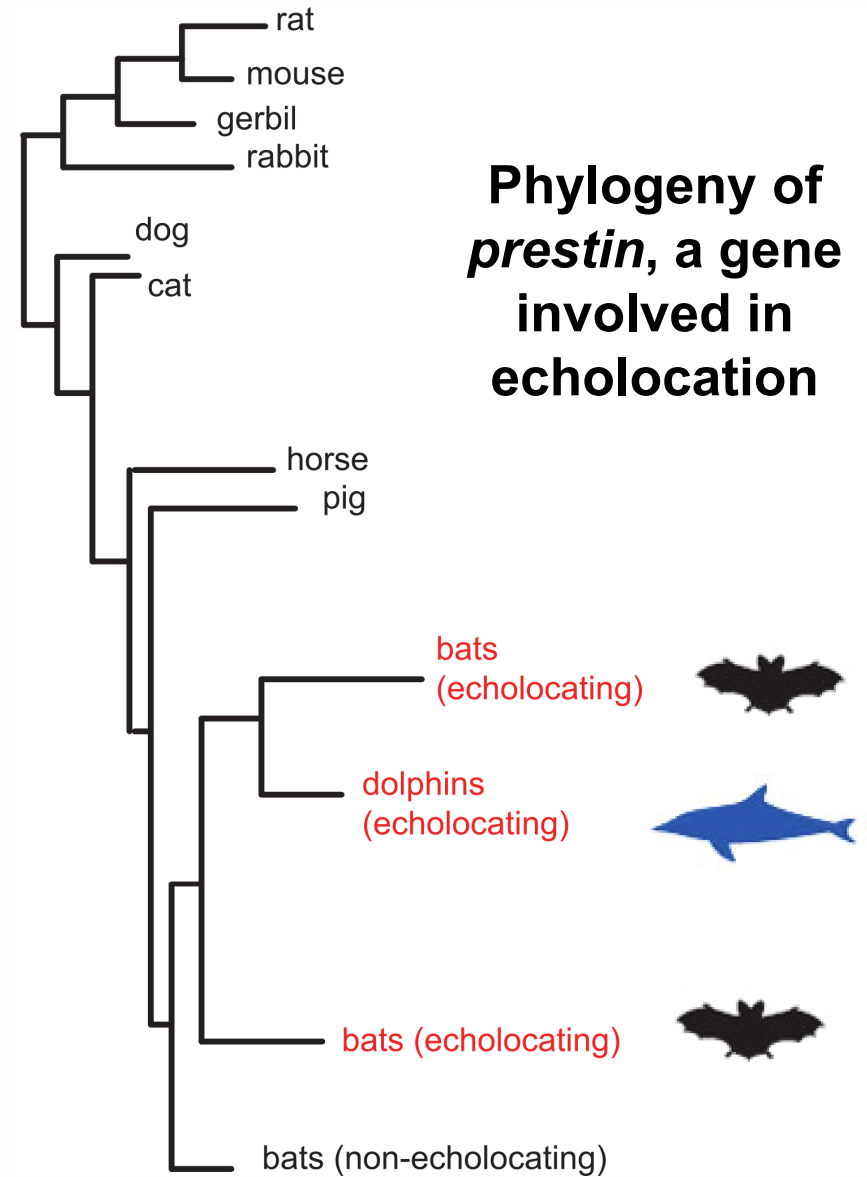 rat
mouse
gerbil
rabbit
Phylogeny of
prestin, a gene
involved in
echolocation
dog
cat
horse
pig
bats
(echolocating)
dolphins
(echolocating)
bats (echolocating)
bats (non-echolocating)